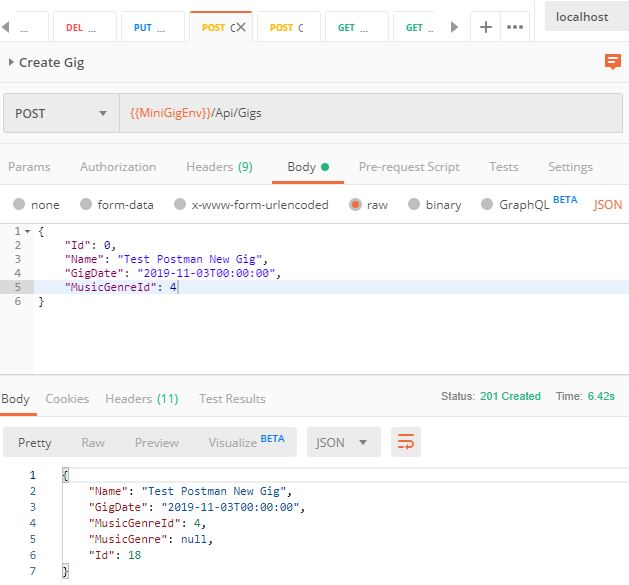 ... DEL ... PUT ... POST C X POST C GET ... GET .. + ••• localhost
Create Gig
POST {{MiniGigEnv}}/Api/Gigs
Params Authorization Headers (9) Body Pre-request Script Tests Settings
none form-data x-www-form-urlencoded raw binary GraphQL BETA JSON
1 {
2 "Id": 0,
3 "Name": "Test Postman New Gig",
4 "GigDate": "2019-11-03T00:00:00",
5 "MusicGenreId": 4
6 }
Body Cookies Headers (11) Test Results Status: 201 Created Time: 6.42s
Pretty Raw Preview Visualize BETA JSON
1 {
2 "Name": "Test Postman New Gig",
3 "GigDate": "2019-11-03T00:00:00",
4 "MusicGenreId": 4,
5 "MusicGenre": null,
6 "Id": 18
7 }